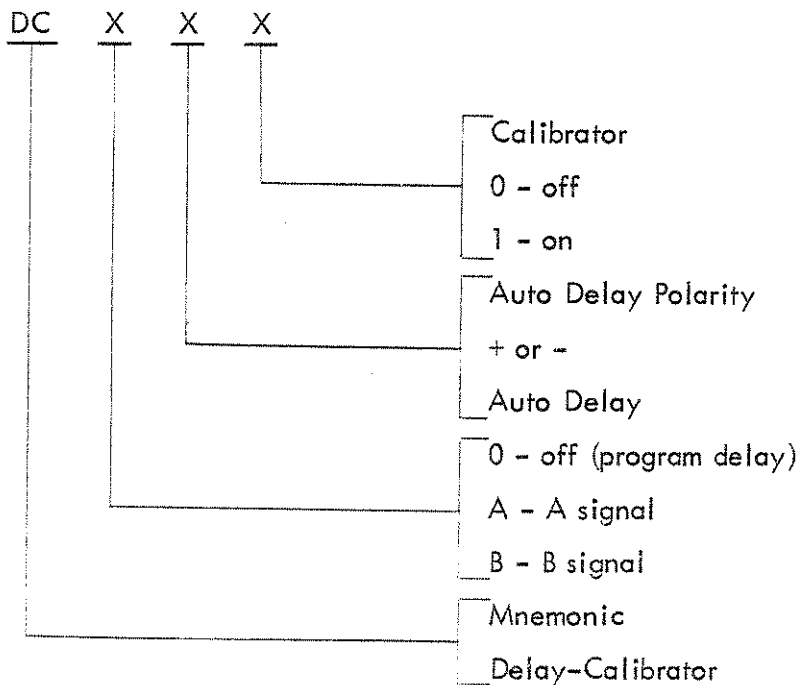 DC X X X
Calibrator
0 - off
1 - on
Auto Delay Polarity
+ or -
Auto Delay
0 - off (program delay)
A - A signal
B - B signal
Mnemonic
Delay-Calibrator